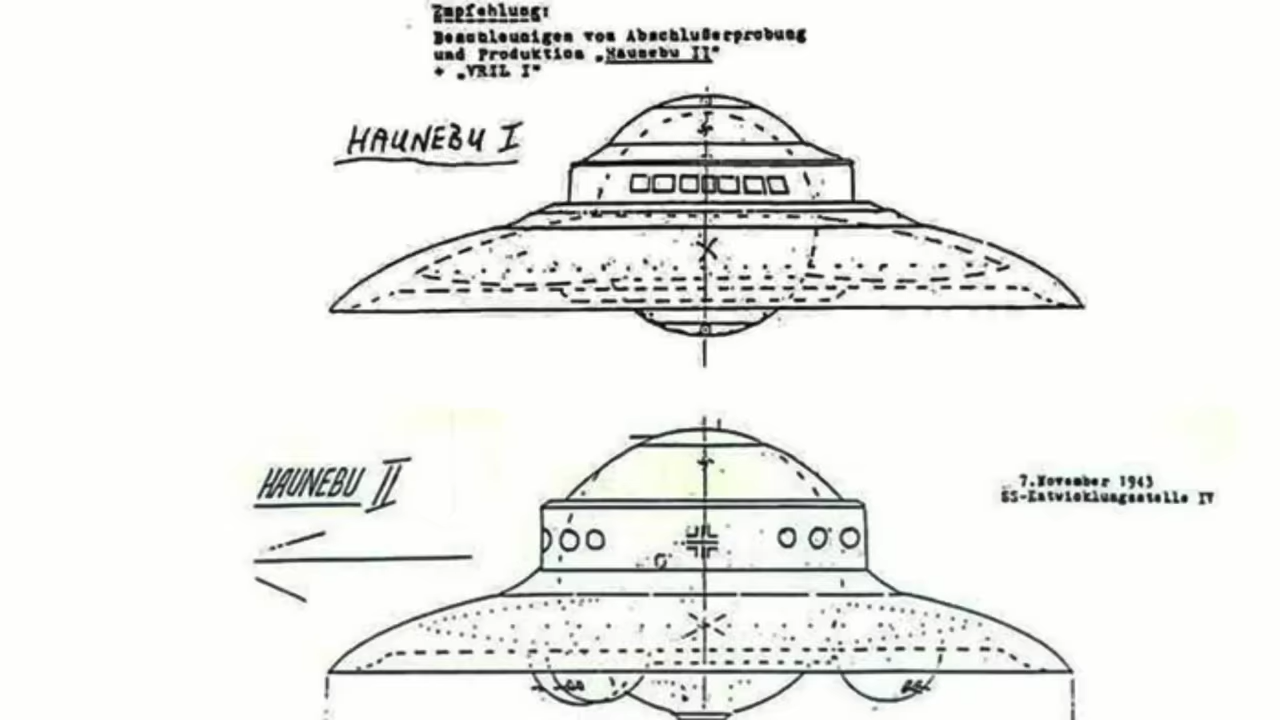 Empfehlung:
Beschleunigen von Abschlußerprobung
und Produktion „Haunebu II"
+ „VRIL I"
HAUNEBU I
HAUNEBU II
7.November 1943
SS-Entwicklungsstelle IV